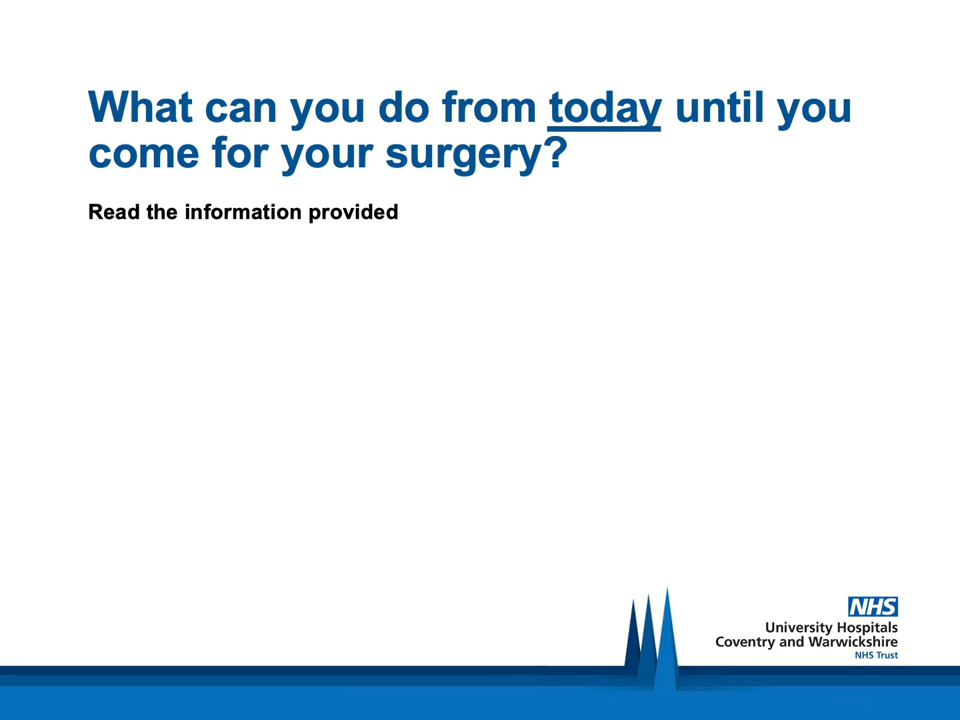 What can you do from today until you
come for your surgery?
Read the information provided
NHS
University Hospitals
Coventry and Warwickshire
NHS Trust